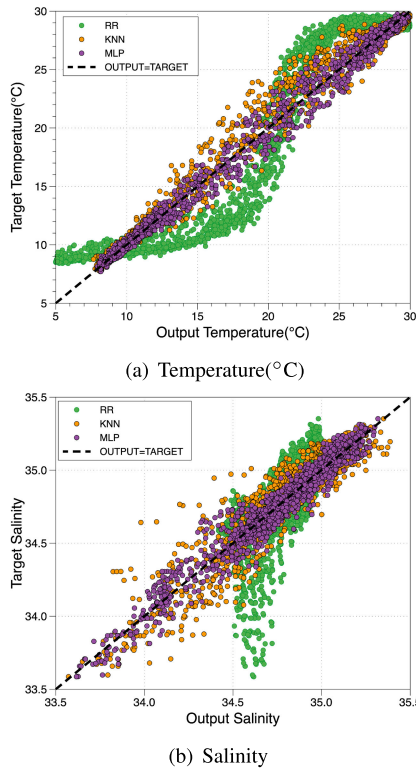 30
25
20
15
10
5
Target Temperature(°C)
RR
KNN
MLP
OUTPUT=TARGET
5 10 15 20 25 30
Output Temperature(°C)
(a) Temperature(°C)
35.5
35.0
34.5
34.0
33.5
Target Salinity
RR
KNN
MLP
OUTPUT=TARGET
33.5 34.0 34.5 35.0 35.5
Output Salinity
(b) Salinity